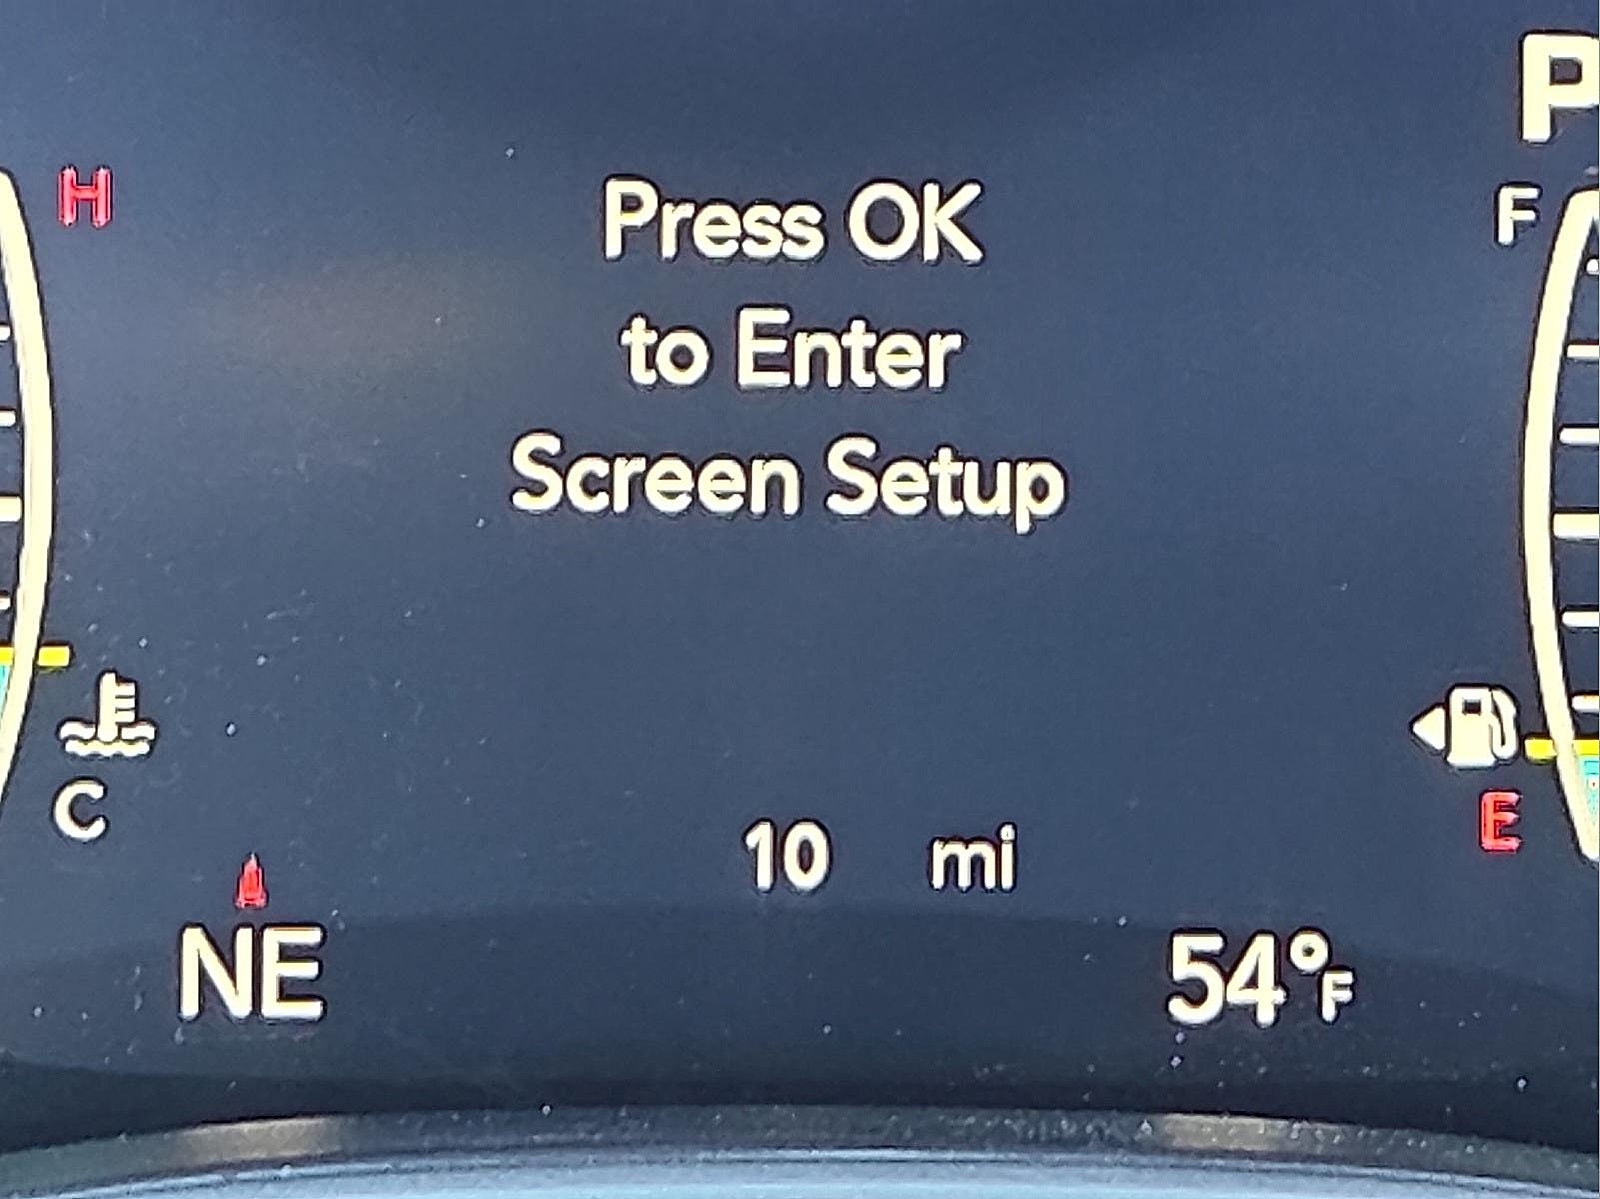 P
H
F
Press OK
to Enter
Screen Setup
C
E
10 mi
NE
54°F